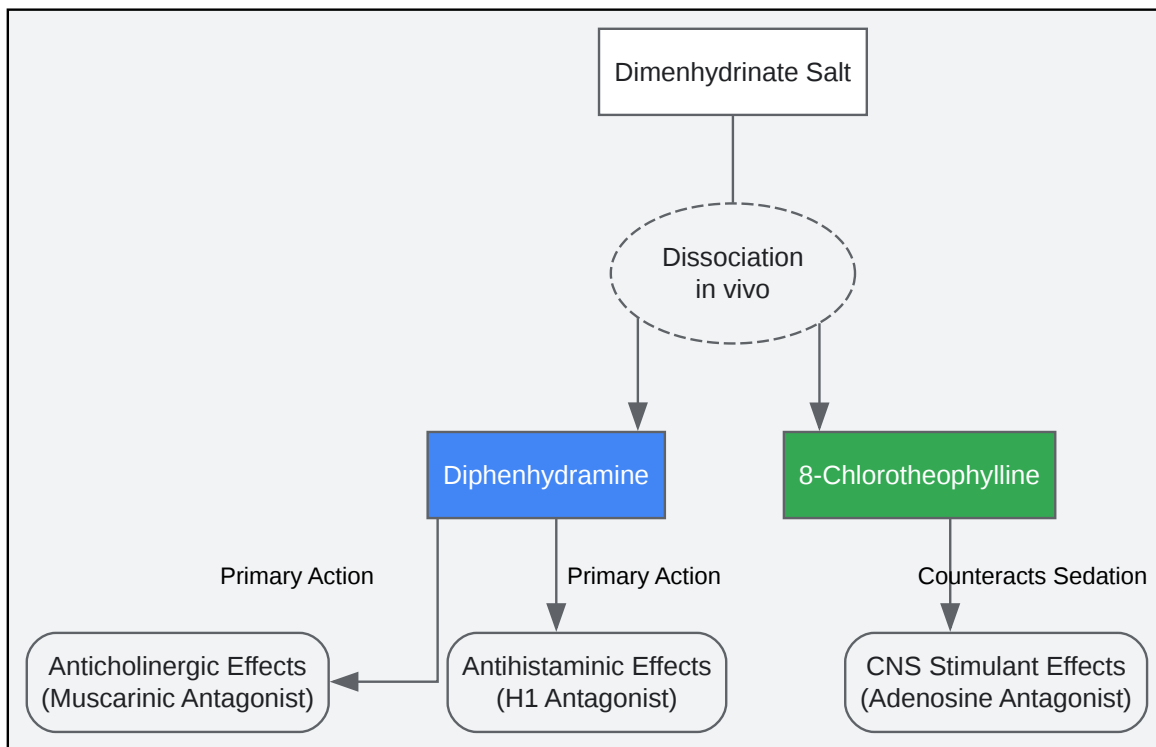 Dimenhydrinate Salt
Dissociation
in vivo
Diphenhydramine
8-Chlorotheophylline
Primary Action
Primary Action
Counteracts Sedation
Anticholinergic Effects
(Muscarinic Antagonist)
Antihistaminic Effects
(H1 Antagonist)
CNS Stimulant Effects
(Adenosine Antagonist)